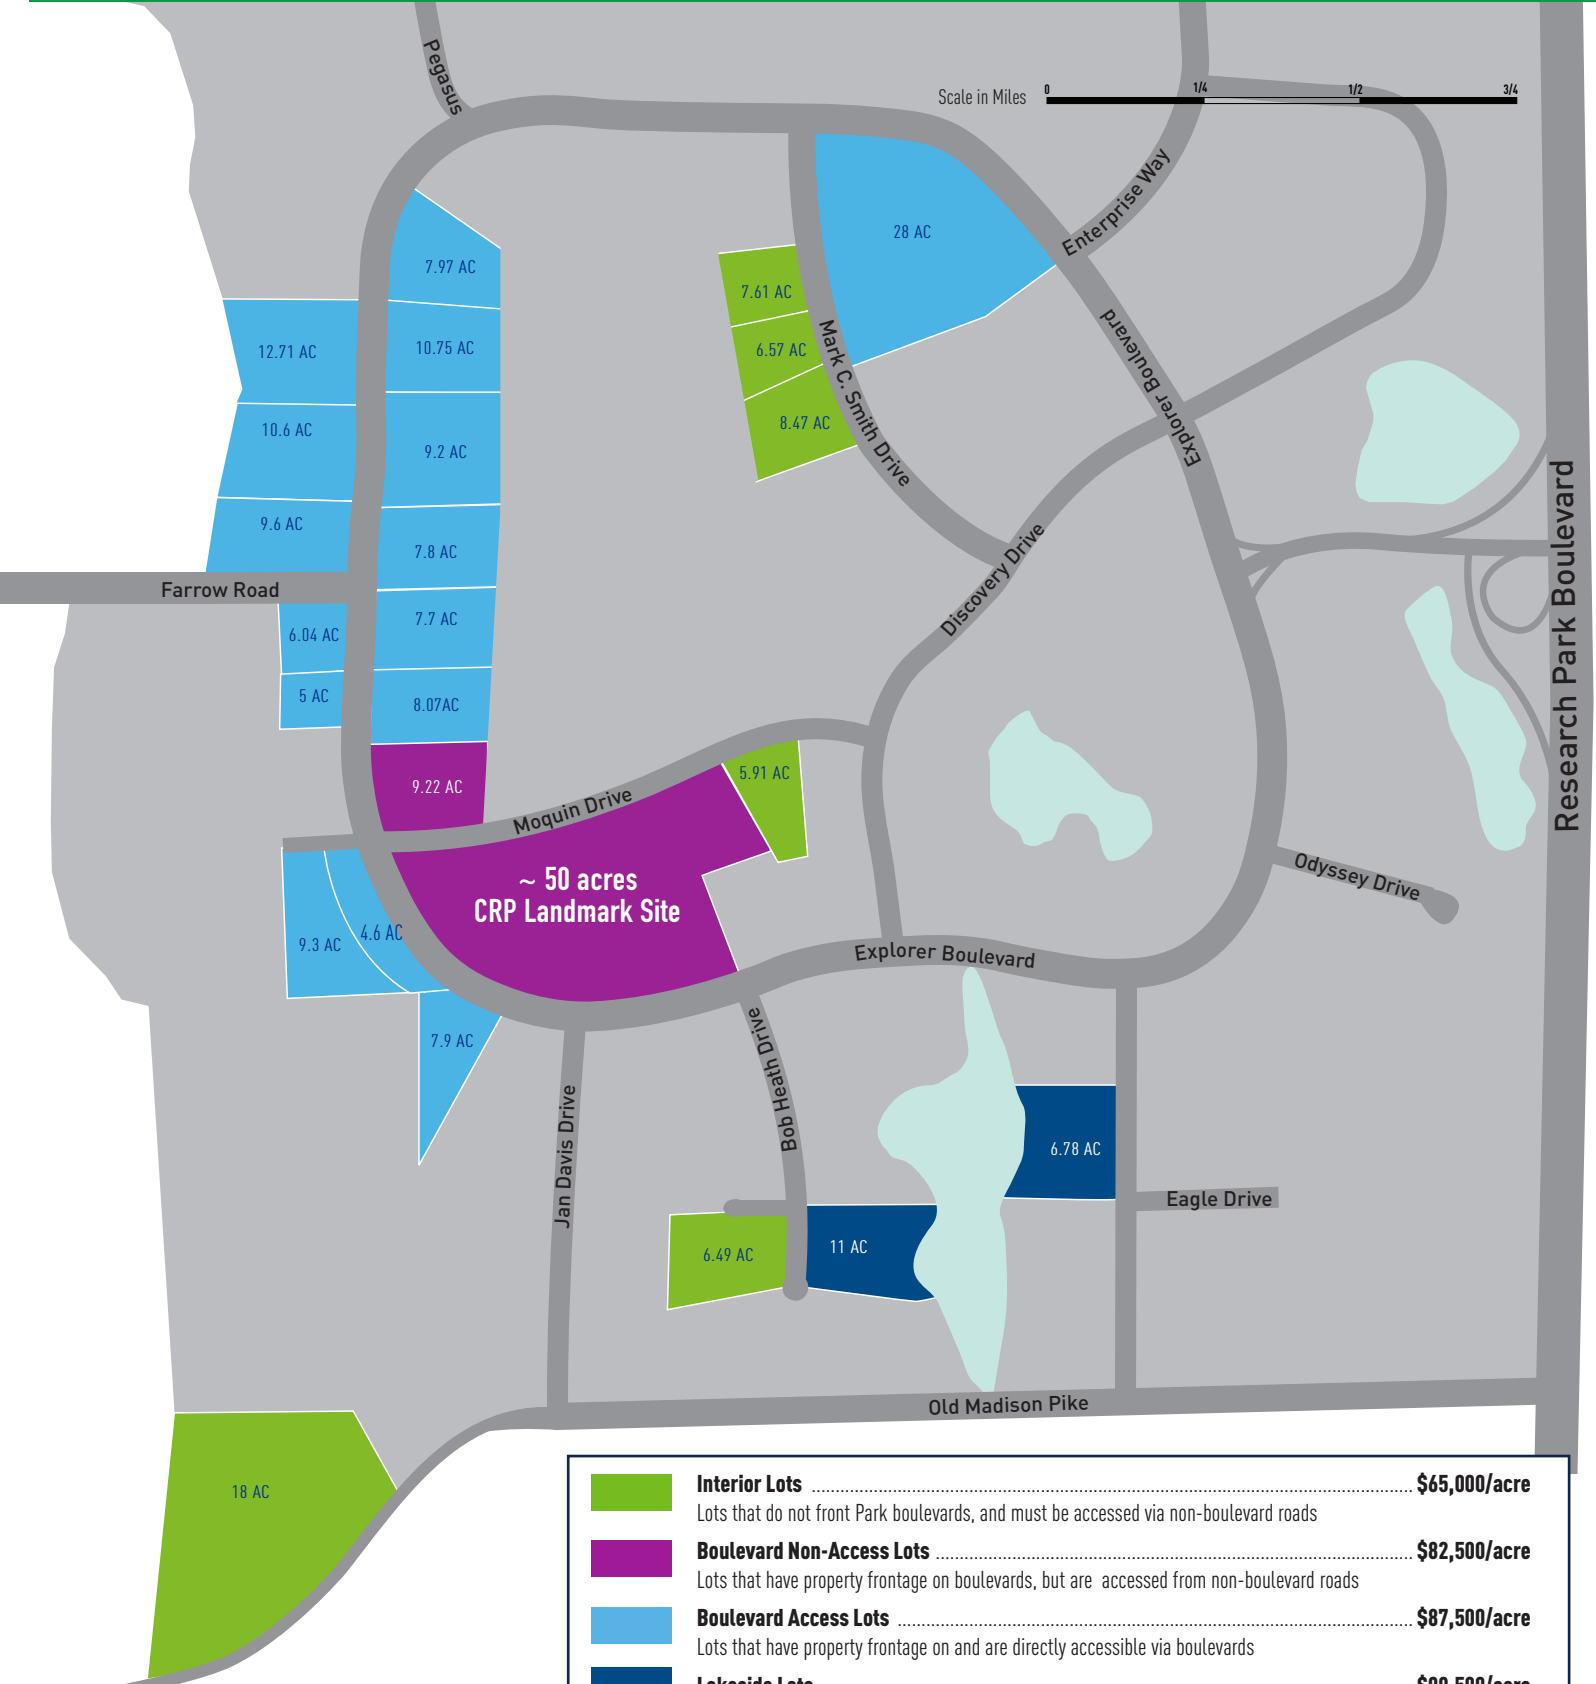 Pegasus
Scale in Miles
0
1/4
1/2
3/4
Enterprise Way
28 AC
7.97 AC
7.61 AC
12.71 AC
10.75 AC
6.57 AC
Mark C. Smith Drive
Explorer Boulevard
10.6 AC
9.2 AC
8.47 AC
9.6 AC
7.8 AC
Discovery Drive
Research Park Boulevard
Farrow Road
6.04 AC
7.7 AC
5 AC
8.07AC
9.22 AC
Moquin Drive
5.91 AC
~ 50 acres
CRP Landmark Site
Odyssey Drive
9.3 AC
4.6 AC
Explorer Boulevard
7.9 AC
Jan Davis Drive
Bob Heath Drive
6.78 AC
Eagle Drive
6.49 AC
11 AC
Old Madison Pike
18 AC
Interior Lots $65,000/acre
Lots that do not front Park boulevards, and must be accessed via non-boulevard roads
Boulevard Non-Access Lots $82,500/acre
Lots that have property frontage on boulevards, but are accessed from non-boulevard roads
Boulevard Access Lots $87,500/acre
Lots that have property frontage on and are directly accessible via boulevards
Lakeside Lots